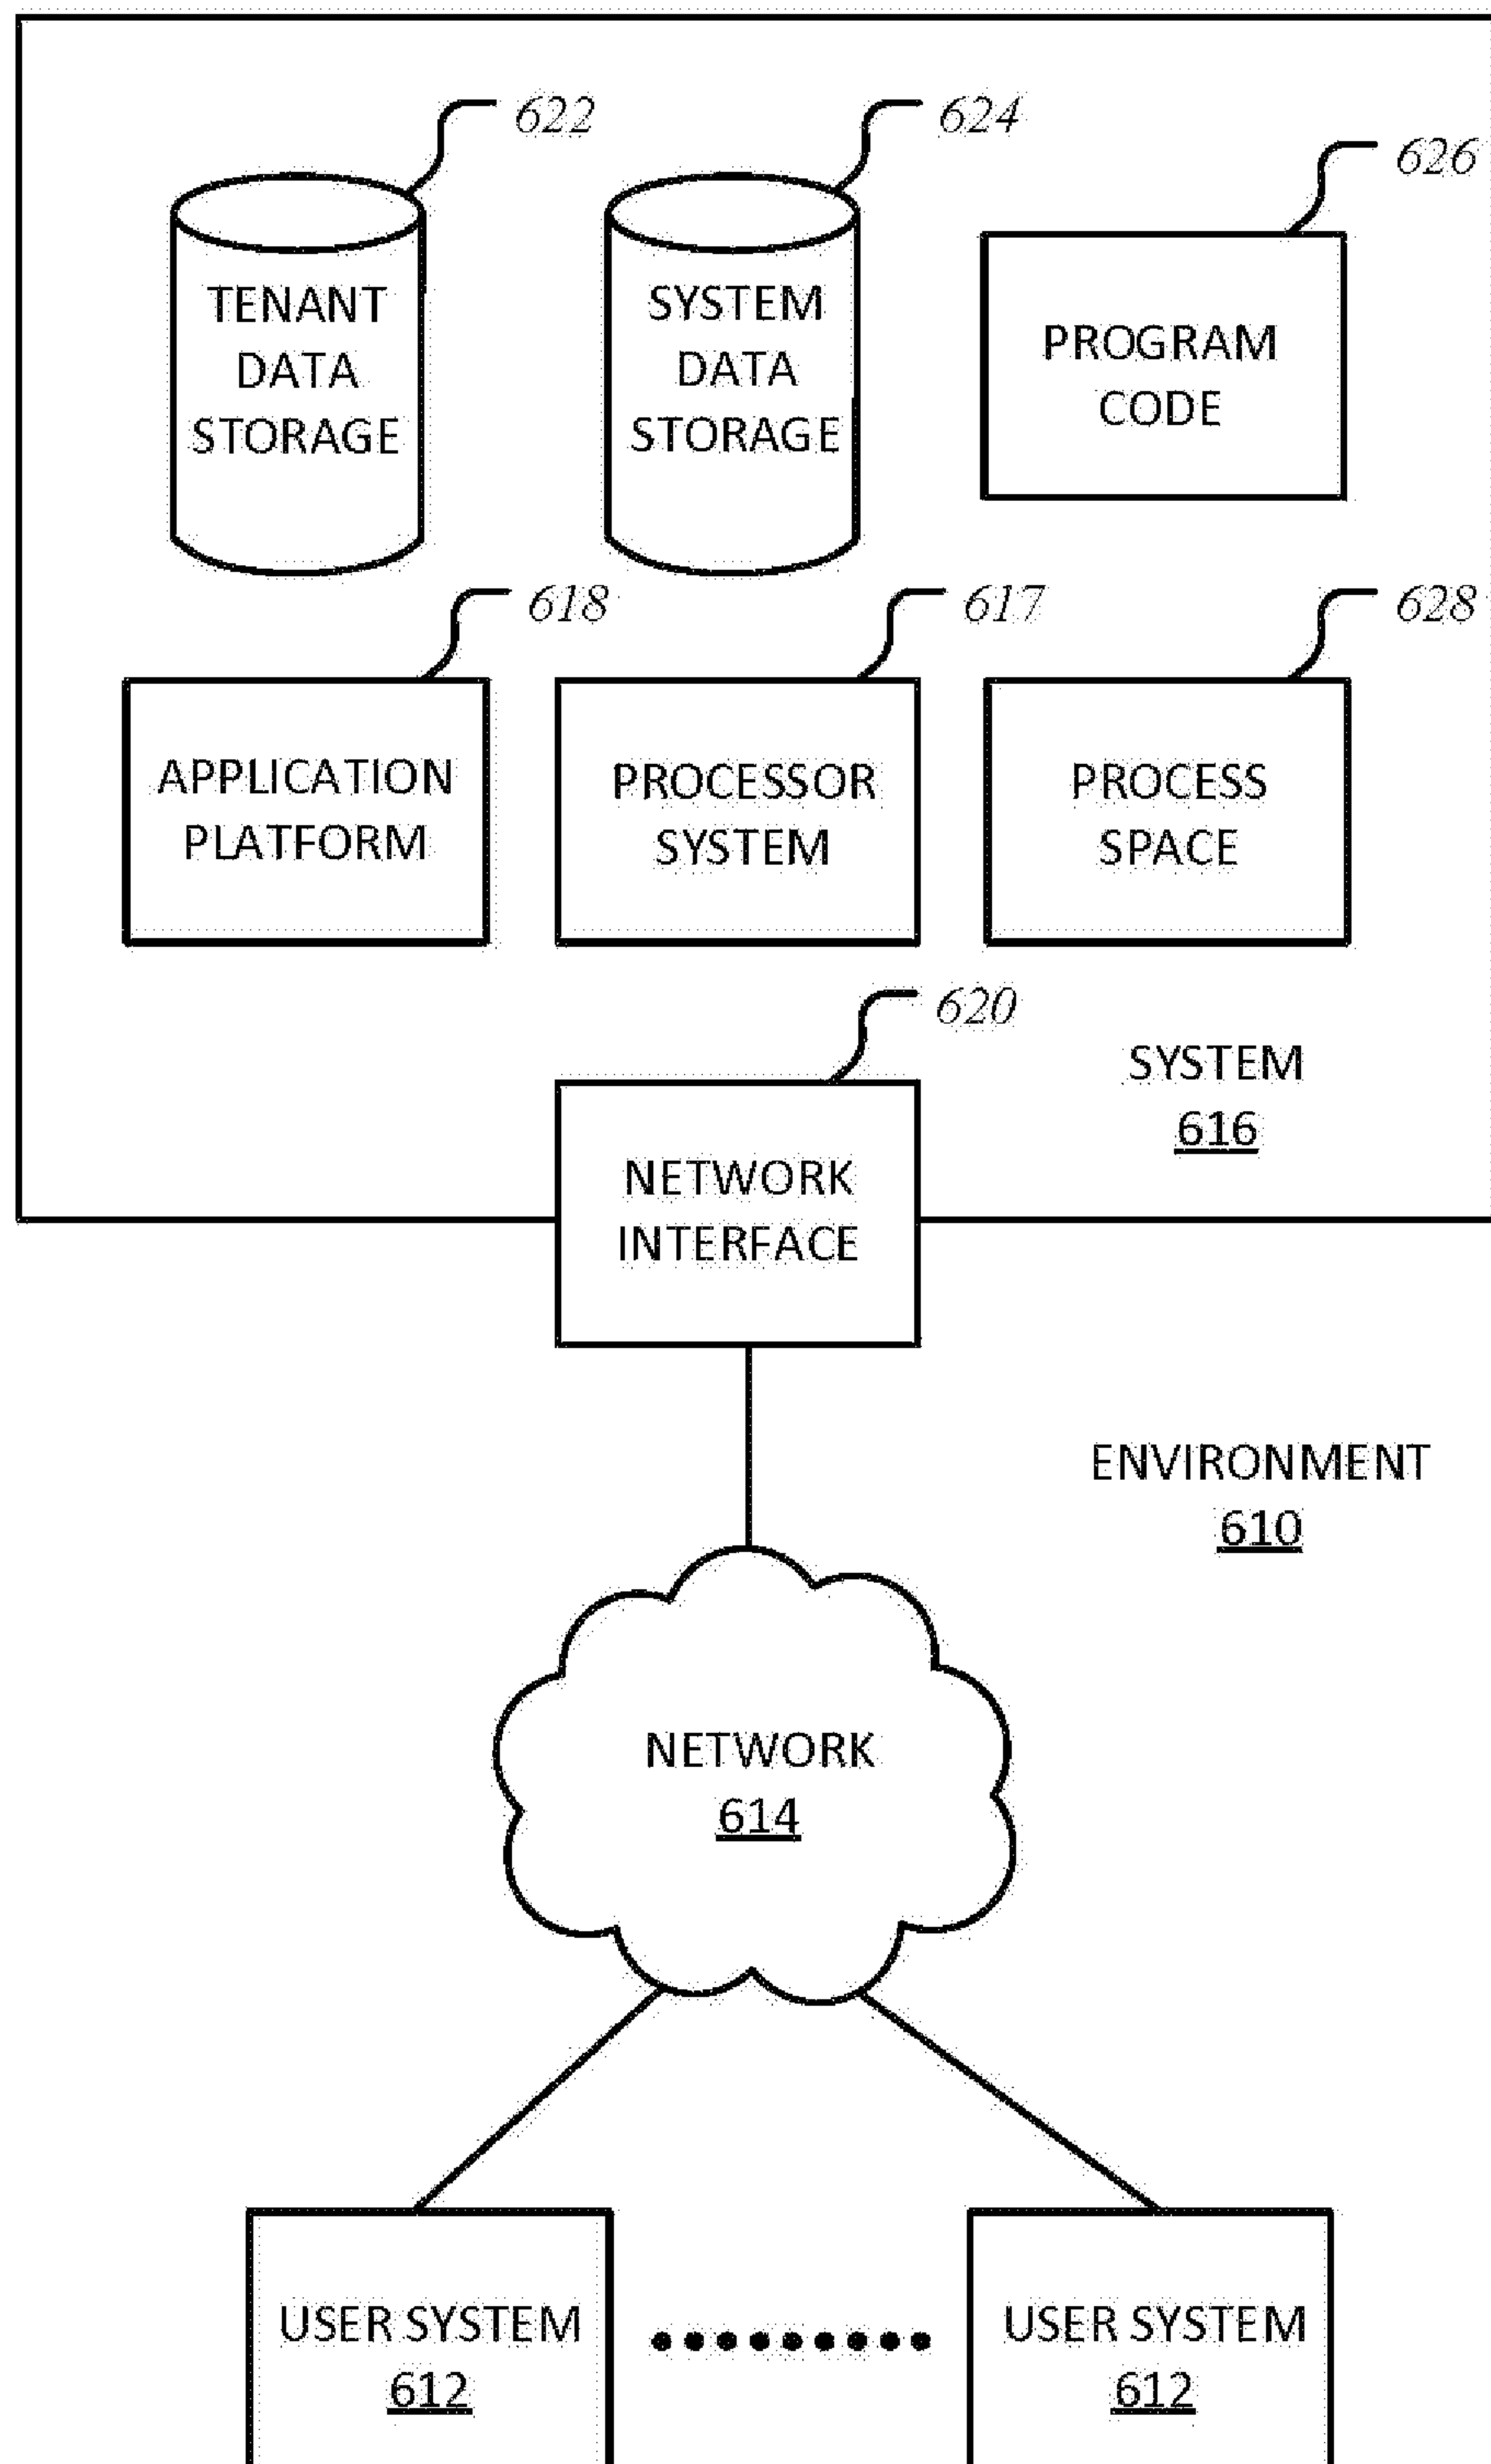 622
624
626
TENANT
DATA
STORAGE
SYSTEM
DATA
STORAGE
PROGRAM
CODE
618
617
628
APPLICATION
PLATFORM
PROCESSOR
SYSTEM
PROCESS
SPACE
620
SYSTEM
616
NETWORK
INTERFACE
ENVIRONMENT
610
NETWORK
614
USER SYSTEM
612
USER SYSTEM
612